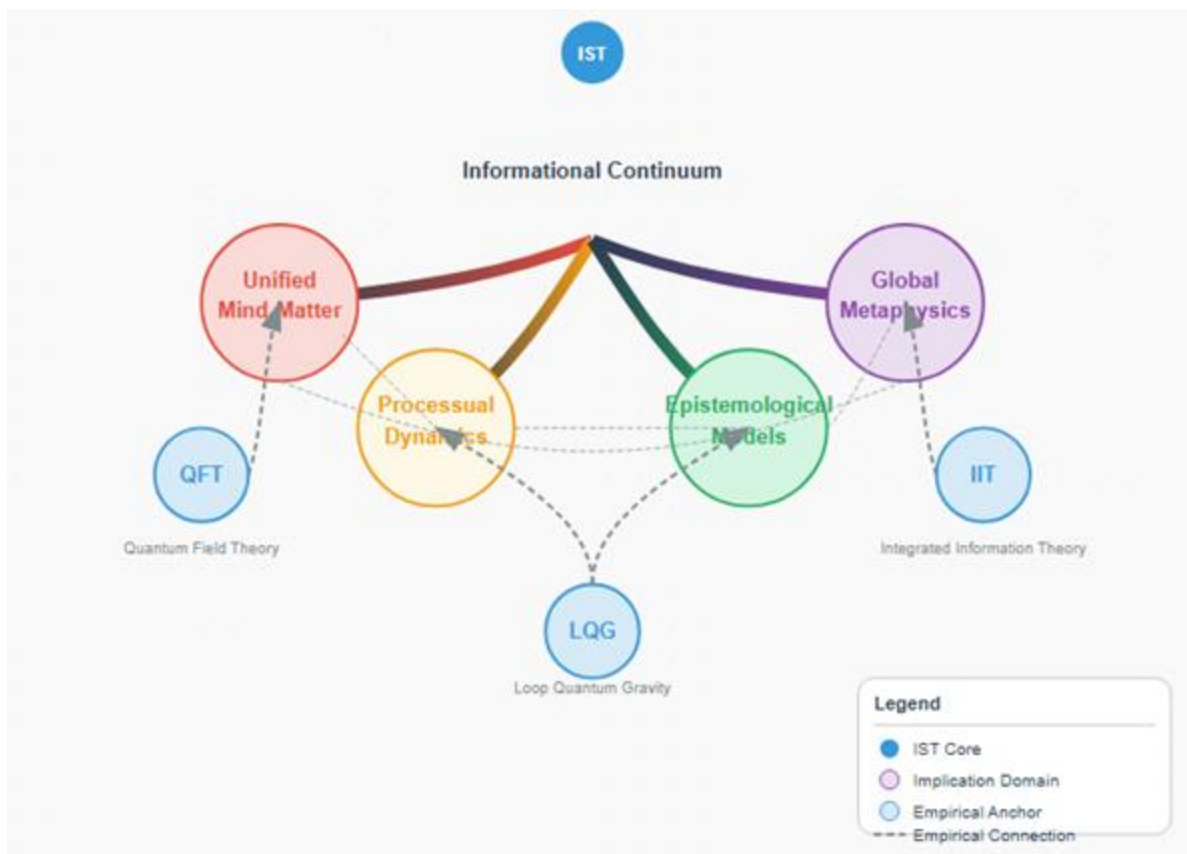 IST
Informational Continuum
Unified
Mind Matter
Global
Metaphysics
Processual
Dynamics
Epistemological
Models
QFT
Quantum Field Theory
IIT
Integrated Information Theory
LQG
Loop Quantum Gravity
Legend
IST Core
Implication Domain
Empirical Anchor
Empirical Connection